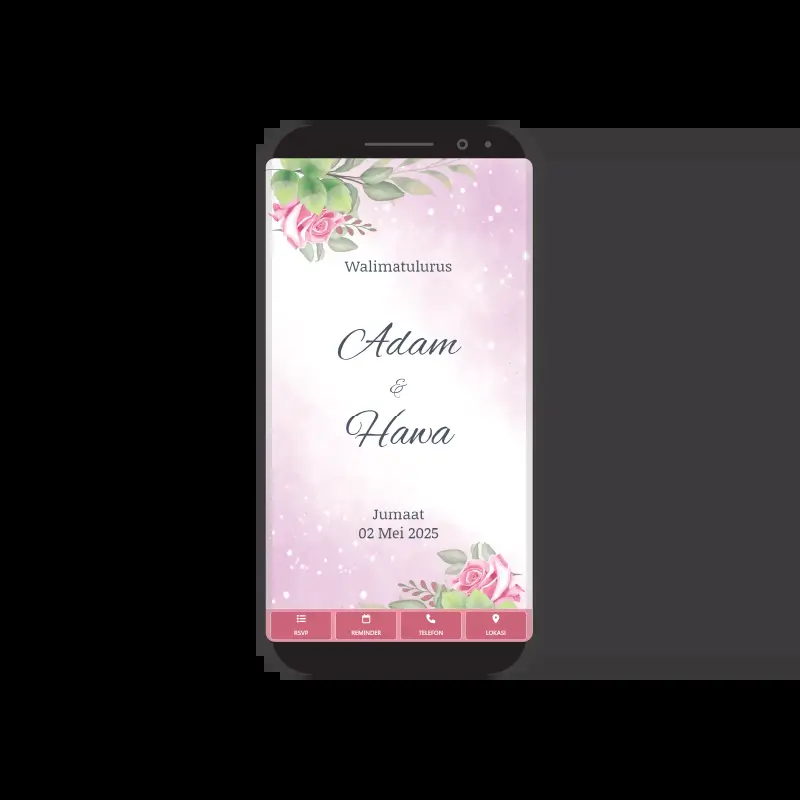 Walimatulurus
Adam
&
Hawa
Jumaat
02 Mei 2025
RSVP REMINDER TELEFON LOKASI